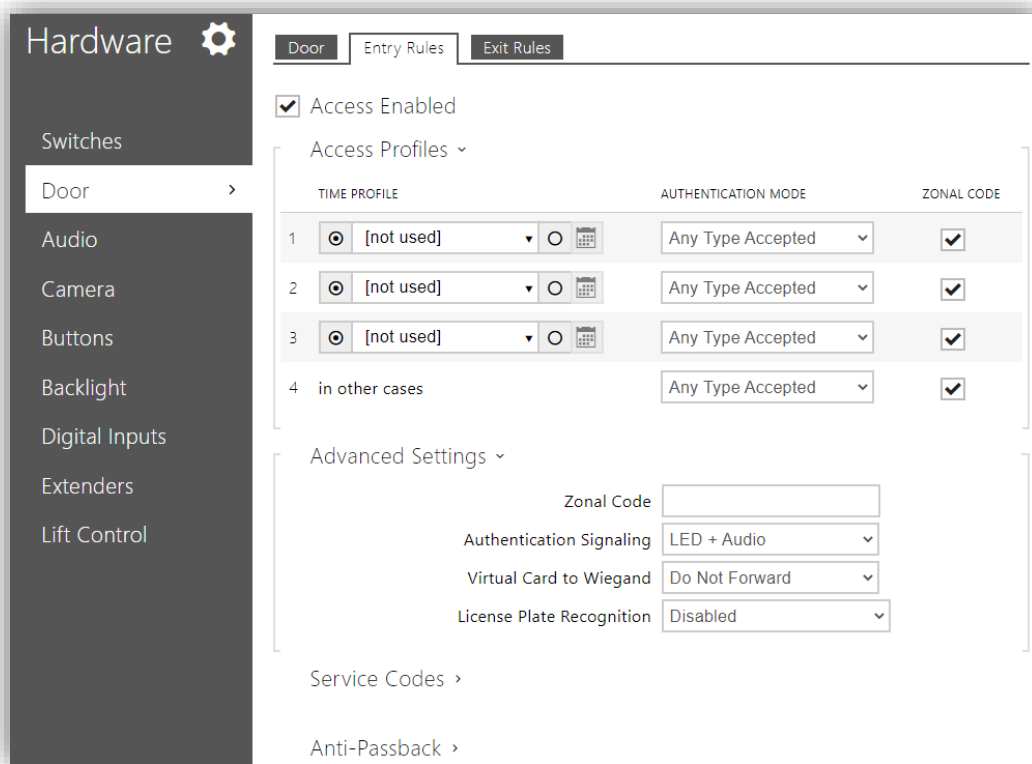 Hardware
Switches
Door
Audio
Camera
Buttons
Backlight
Digital Inputs
Extenders
Lift Control
Door Entry Rules Exit Rules
Access Enabled
Access Profiles
TIME PROFILE AUTHENTICATION MODE ZONAL CODE
1 [not used] Any Type Accepted
2 [not used] Any Type Accepted
3 [not used] Any Type Accepted
4 in other cases Any Type Accepted
Advanced Settings
Zonal Code
Authentication Signaling LED + Audio
Virtual Card to Wiegand Do Not Forward
License Plate Recognition Disabled
Service Codes
Anti-Passback